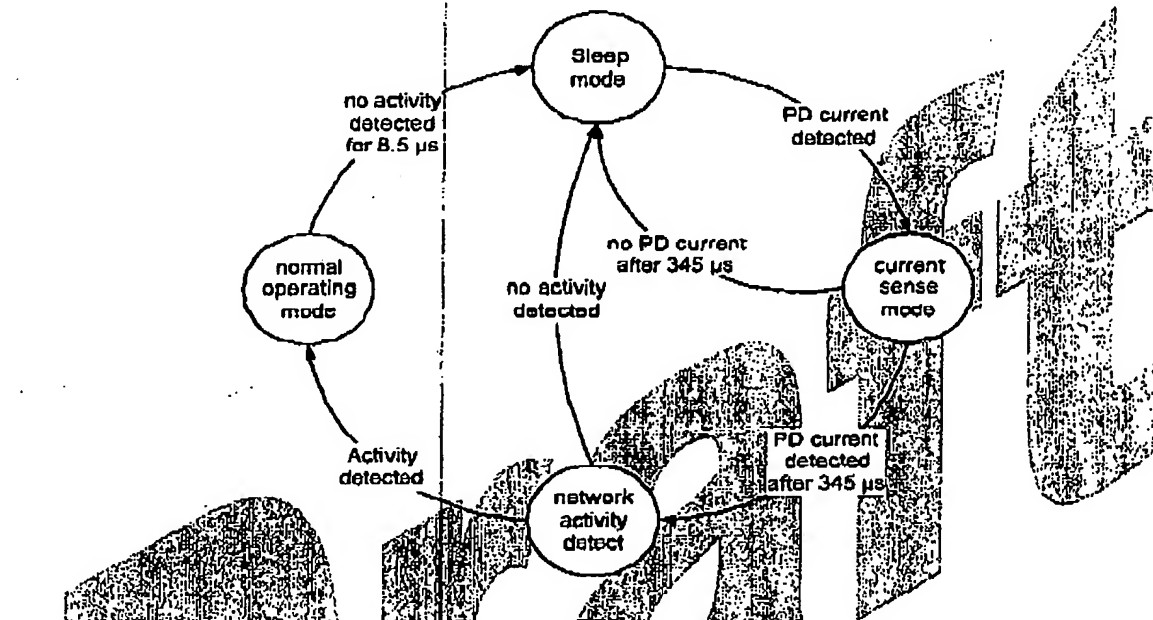 Sleep
mode
no activity
detected
for 8.5 µs
PD current
detected
no PD current
after 345 µs
normal
operating
mode
current
sense
mode
no activity
detected
Activity
detected
PD current
detected
after 345 µs
network
activity
detect